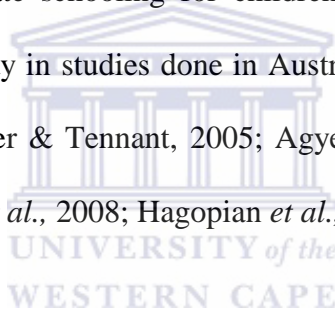 schooling for children
y in studies done in Austr
er & Tennant, 2005; Agye
al., 2008; Hagopian et al.,
UNIVERSITY of the
WESTERN CAPE